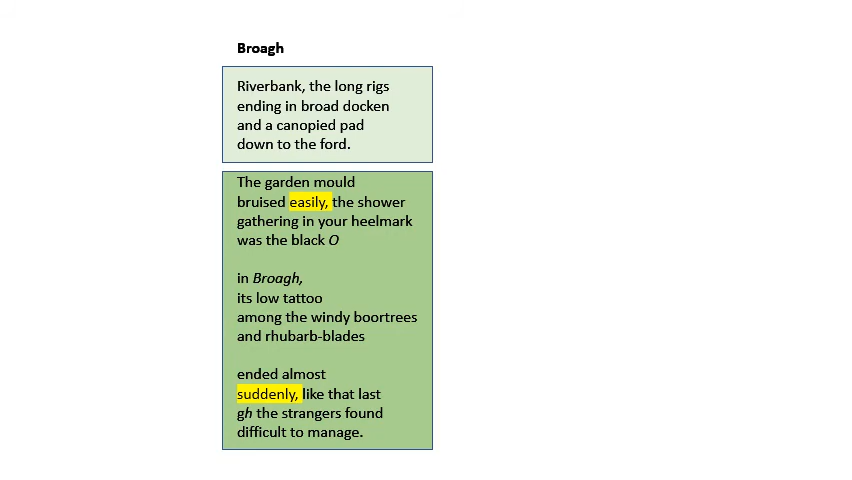 Broagh
Riverbank, the long rigs
ending in broad docken
and a canopied pad
down to the ford.
The garden mould
bruised easily, the shower
gathering in your heelmark
was the black O
in Broagh,
its low tattoo
among the windy boortrees
and rhubarb-blades
ended almost
suddenly, like that last
gh the strangers found
difficult to manage.